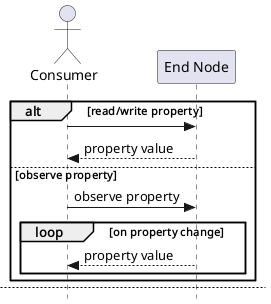 Consumer
End Node
alt
[read/write property]
property value
[observe property]
observe property
loop
[on property change]
property value